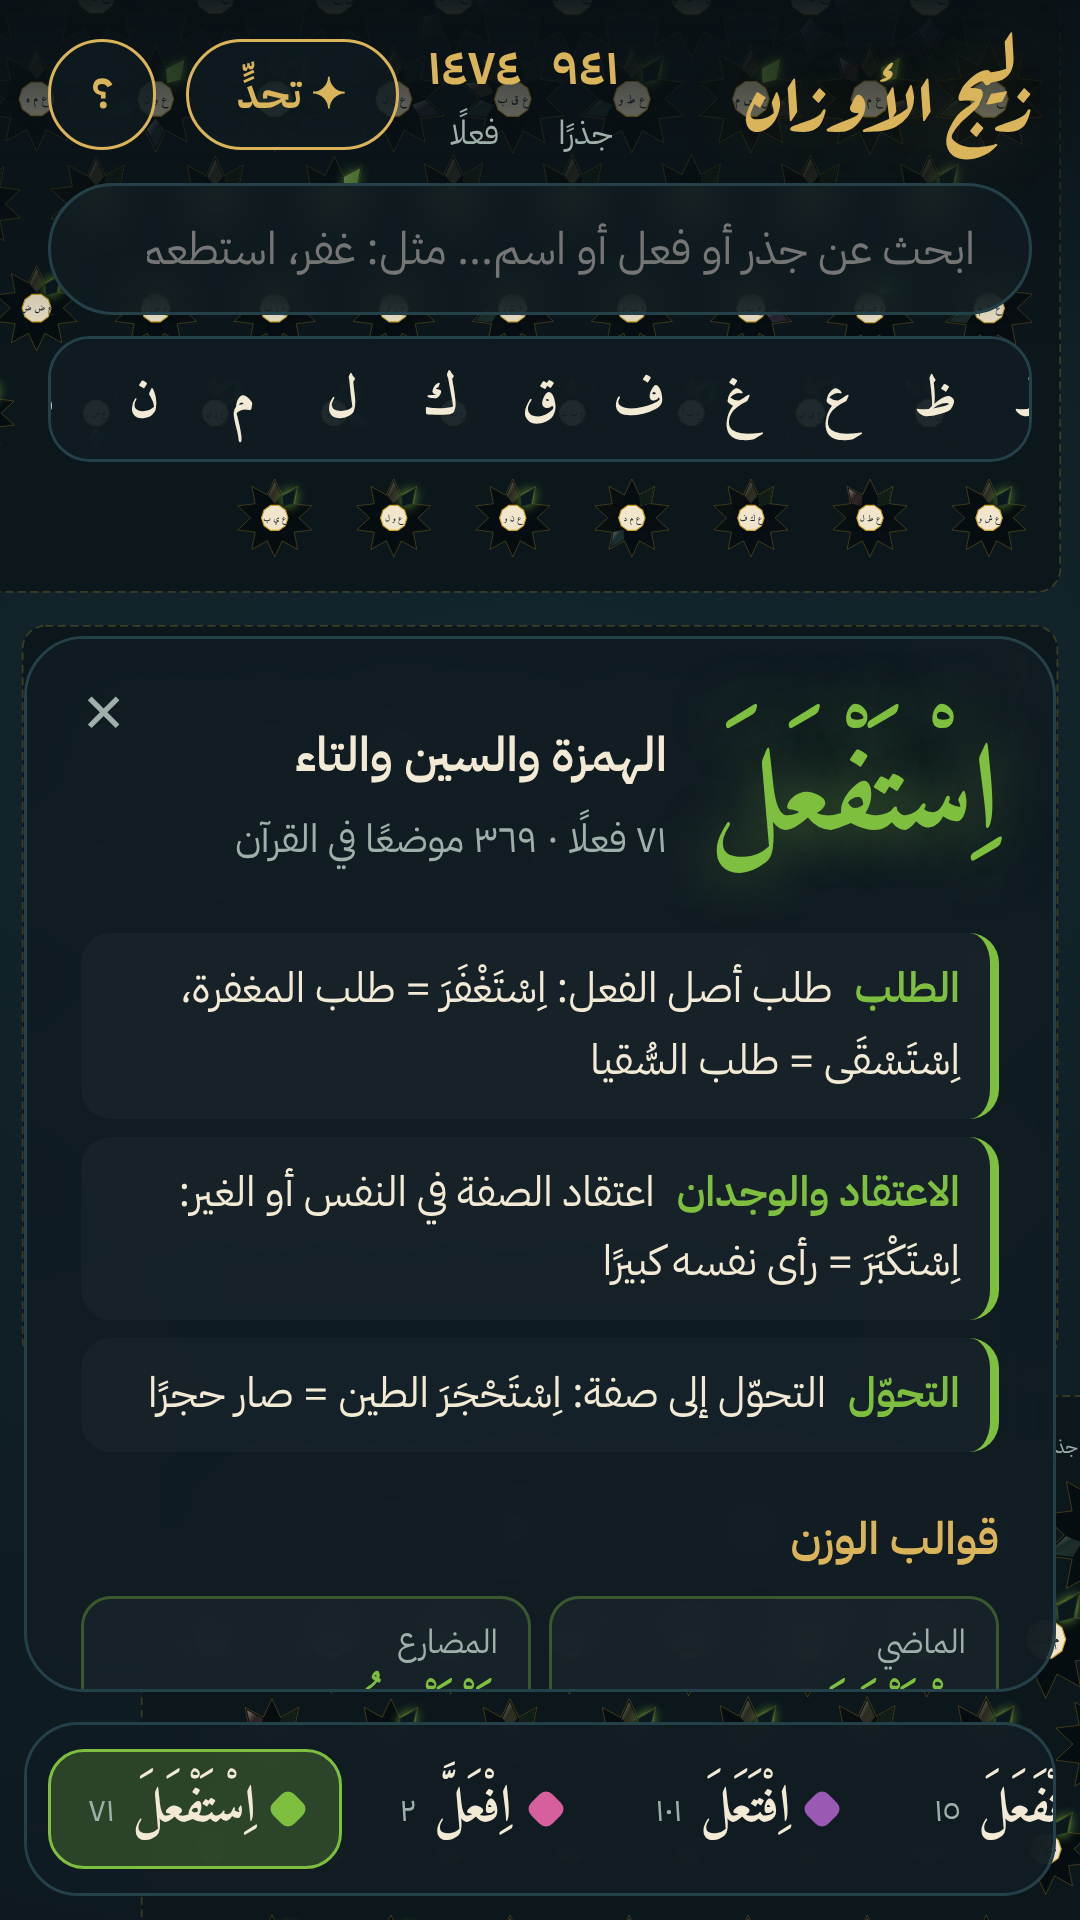 زليج الأوزان
٩٤١ جذرًا
١٤٧٤ فعلًا
✦ تحدٍّ
؟
ابحث عن جذر أو فعل أو اسم... مثل: غفر، استطعم
ظ ع غ ف ق ك ل م ن
ع ش و
ع ط ل
ع ك ف
ع م د
ع ن و
ع و ل
ع ي ب
اِسْتَفْعَلَ
الهمزة والسين والتاء
٧١ فعلًا · ٣٦٩ موضعًا في القرآن
×
الطلب طلب أصل الفعل: اِسْتَغْفَرَ = طلب المغفرة،
اِسْتَسْقَى = طلب السُّقيا
الاعتقاد والوجدان اعتقاد الصفة في النفس أو الغير:
اِسْتَكْبَرَ = رأى نفسه كبيرًا
التحوّل التحوّل إلى صفة: اِسْتَحْجَرَ الطين = صار حجرًا
قوالب الوزن
الماضي
المضارع
١٥
اِفْتَعَلَ ١٠١
اِفْعَلَّ ٢
اِسْتَفْعَلَ ٧١